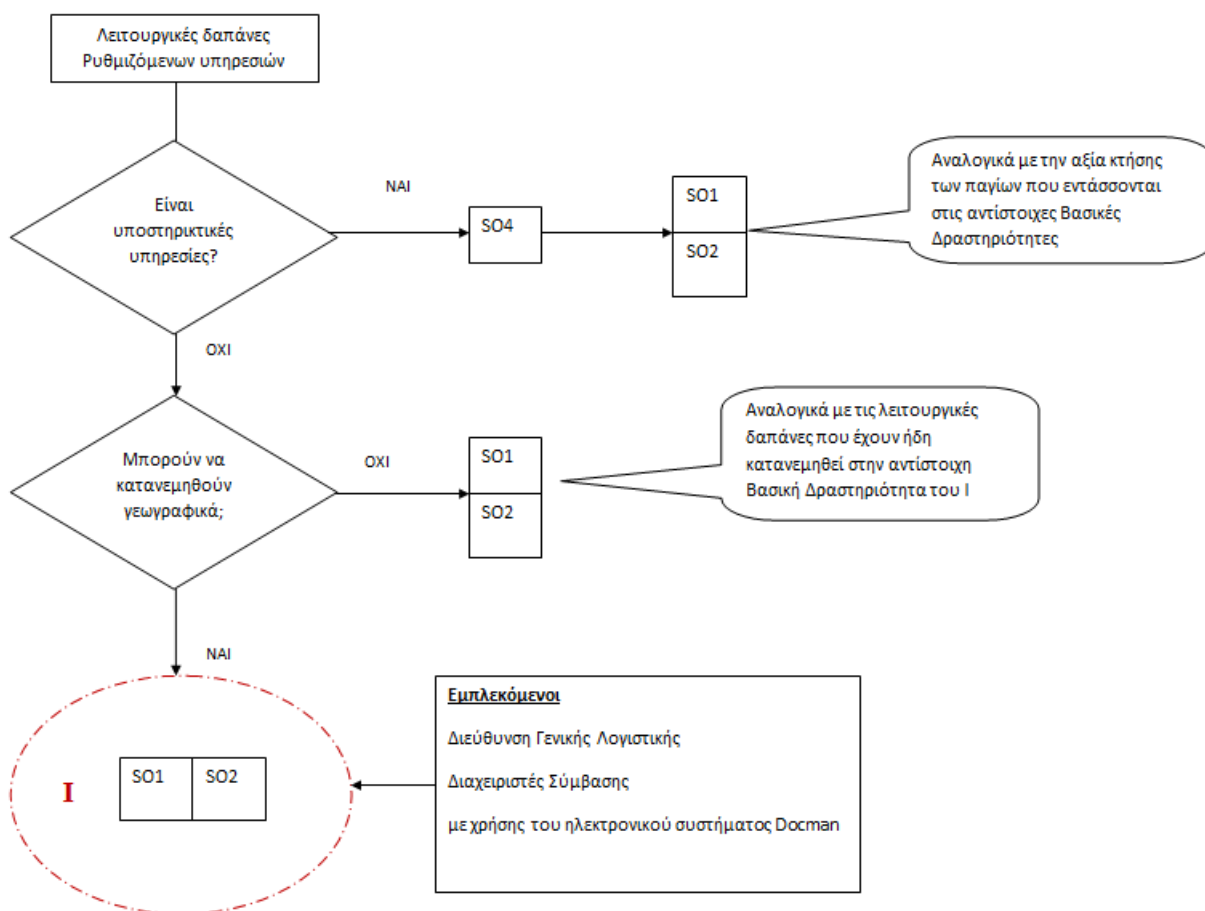 Λειτουργικές δαπάνες
Ρυθμιζόμενων υπηρεσιών
Είναι
υποστηρικτικές
υπηρεσίες?
ΝΑΙ
SO4
SO1
SO2
Αναλογικά με την αξία κτήσης
των παγίων που εντάσσονται
στις αντίστοιχες Βασικές
Δραστηριότητες
ΟΧΙ
Μπορούν να
κατανεμηθούν
γεωγραφικά;
ΟΧΙ
SO1
SO2
Αναλογικά με τις λειτουργικές
δαπάνες που έχουν ήδη
κατανεμηθεί στην αντίστοιχη
Βασική Δραστηριότητα του Ι
ΝΑΙ
I
SO1 SO2
Εμπλεκόμενοι
Διεύθυνση Γενικής Λογιστικής
Διαχειριστές Σύμβασης
με χρήσης του ηλεκτρονικού συστήματος Docman